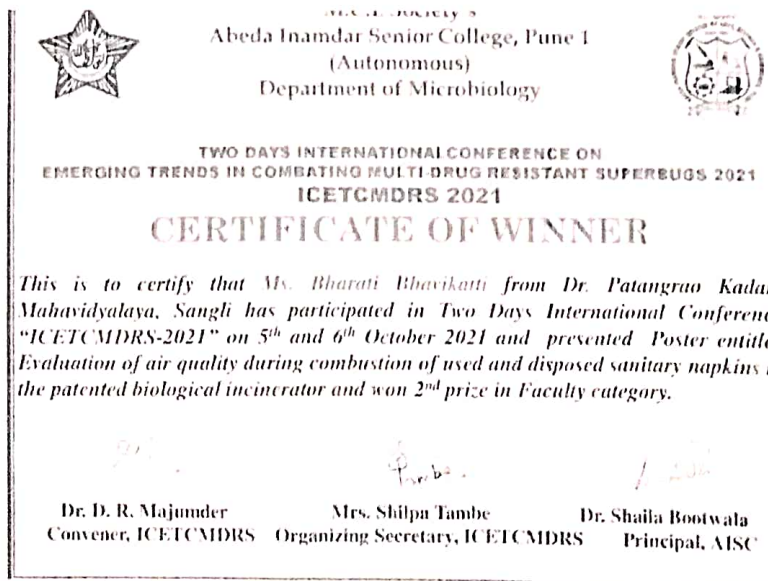 M.C.E. Society's
Abeda Inamdar Senior College, Pune 1
(Autonomous)
Department of Microbiology
TWO DAYS INTERNATIONAL CONFERENCE ON
EMERGING TRENDS IN COMBATING MULTI-DRUG RESISTANT SUPERBUGS 2021
ICETCMDRS 2021
CERTIFICATE OF WINNER
This is to certify that Ms. Bharati Bhavikatti from Dr. Patangrao Kadam
Mahavidyalaya, Sangli has participated in Two Days International Conferenc
“ICETCMDRS-2021” on 5th and 6th October 2021 and presented Poster entitle
Evaluation of air quality during combustion of used and disposed sanitary napkins
the patented biological incinerator and won 2nd prize in Faculty category.
Dr. D. R. Majumder Mrs. Shilpa Tambe Dr. Shaila Bootwala
Convener, ICETCMDRS Organizing Secretary, ICETCMDRS Principal, AISC